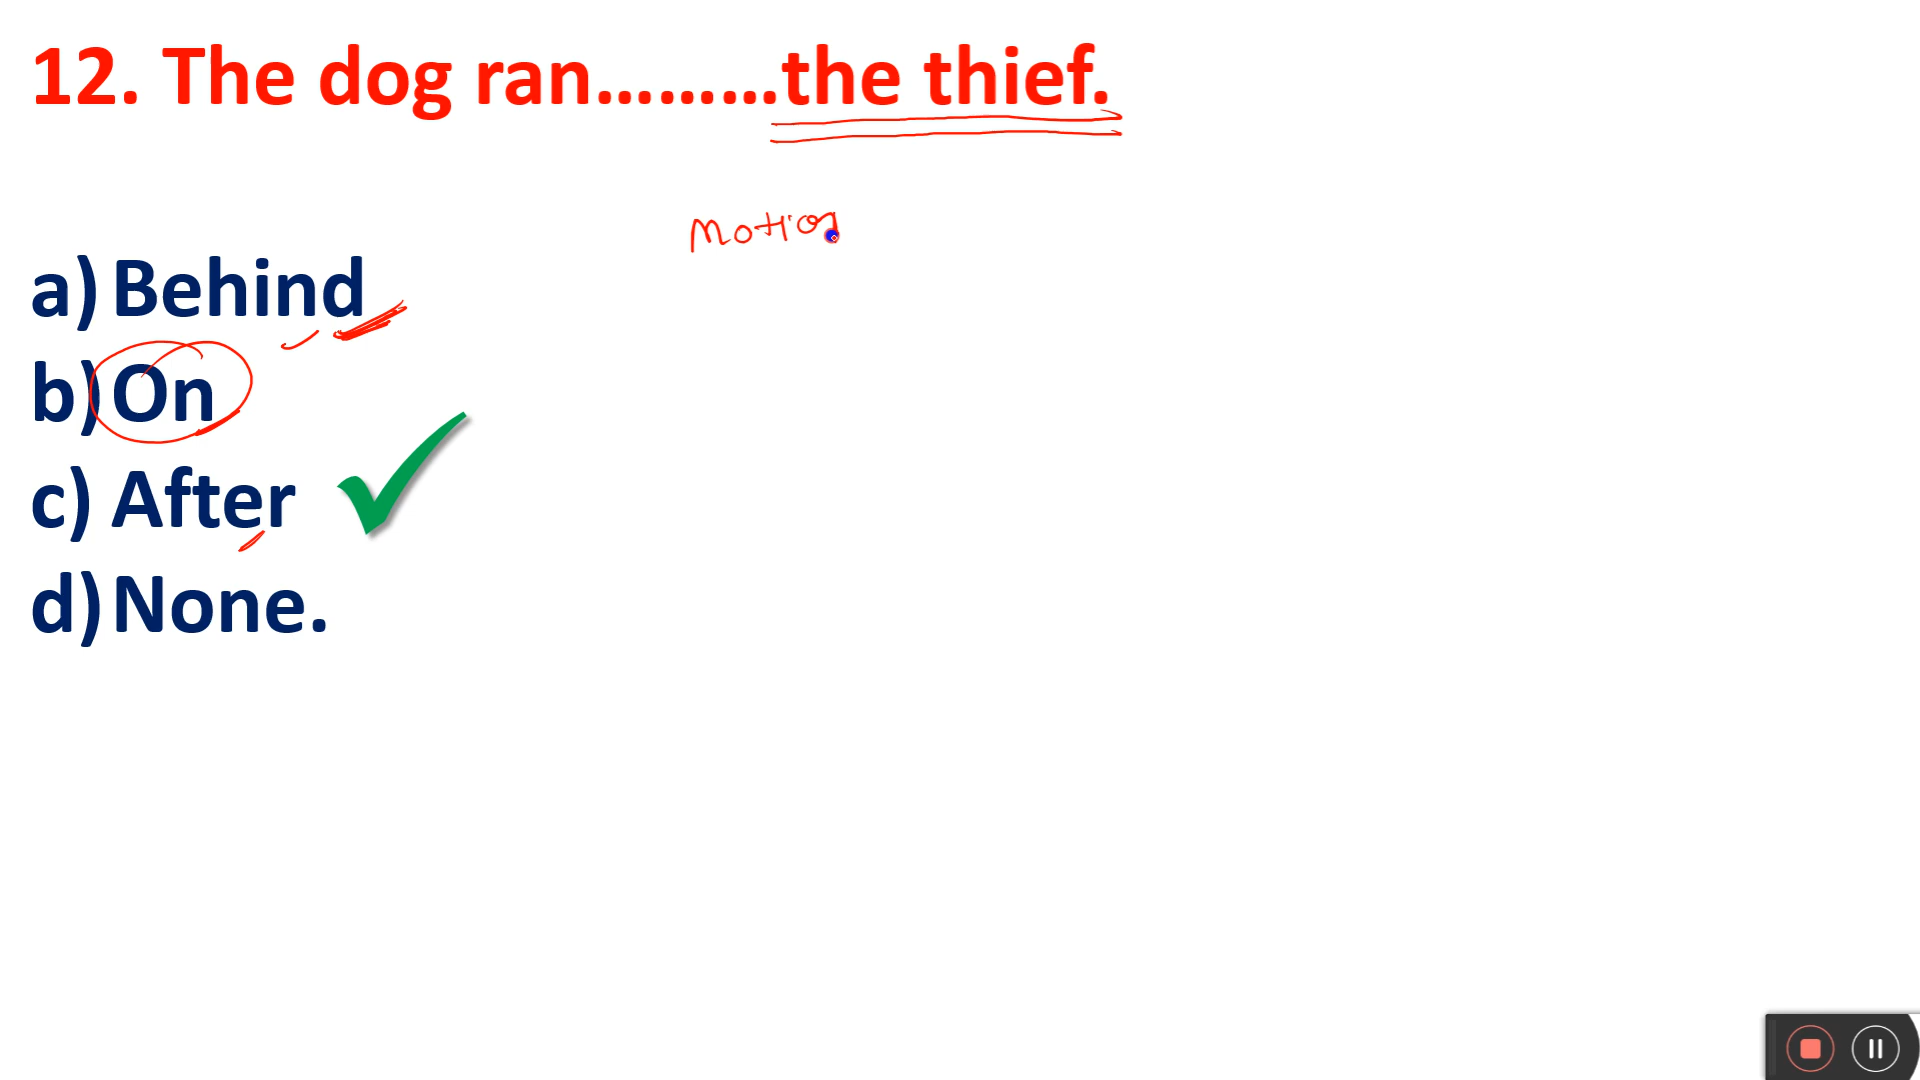 12. The dog ran………the thief.
Motion
a) Behind
b) On
c) After
d) None.